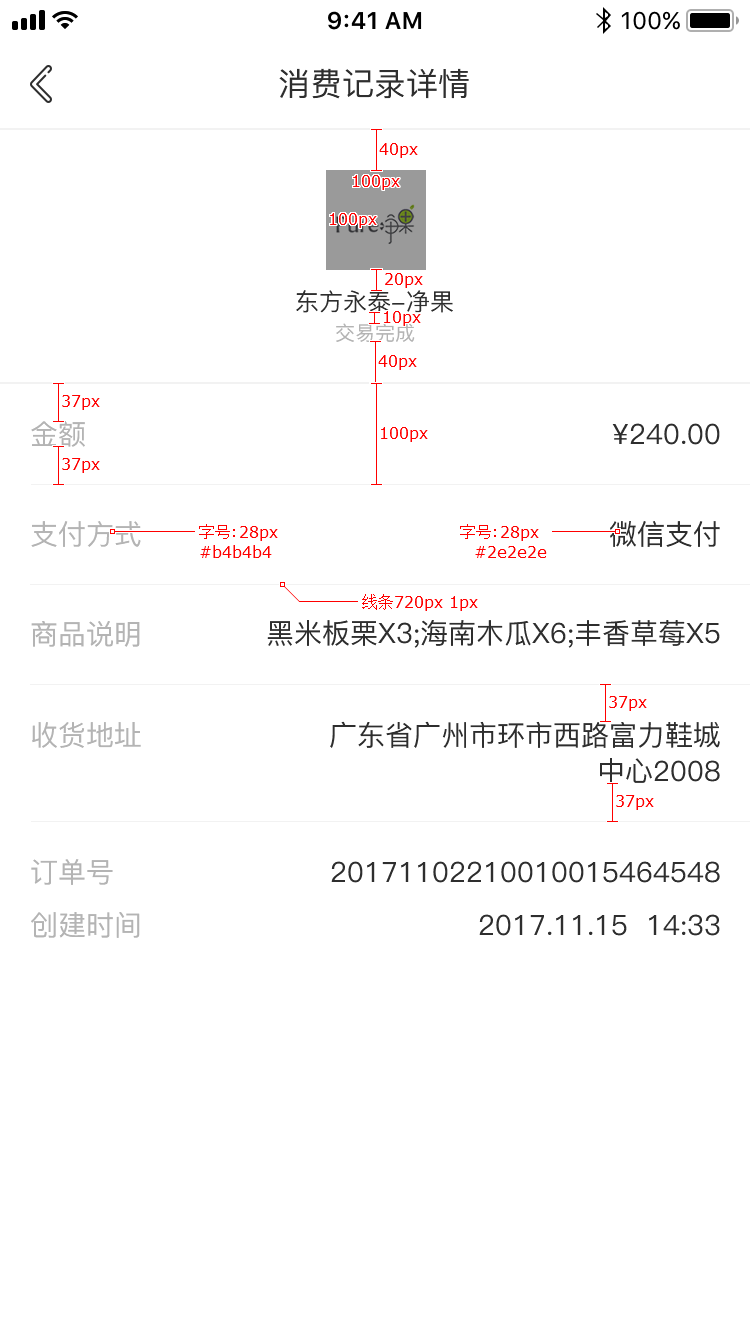 9:41 AM 100%
消费记录详情
40px
100px
100px
Pure净果
20px
东方永泰-净果
10px
交易完成
40px
37px
金额 100px ¥240.00
37px
支付方式 字号:28px 字号:28px 微信支付
#b4b4b4 #2e2e2e
线条720px 1px
商品说明 黑米板栗X3;海南木瓜X6;丰香草莓X5
37px
收货地址 广东省广州市环市西路富力鞋城
中心2008
37px
订单号 20171102210010015464548
创建时间 2017.11.15 14:33